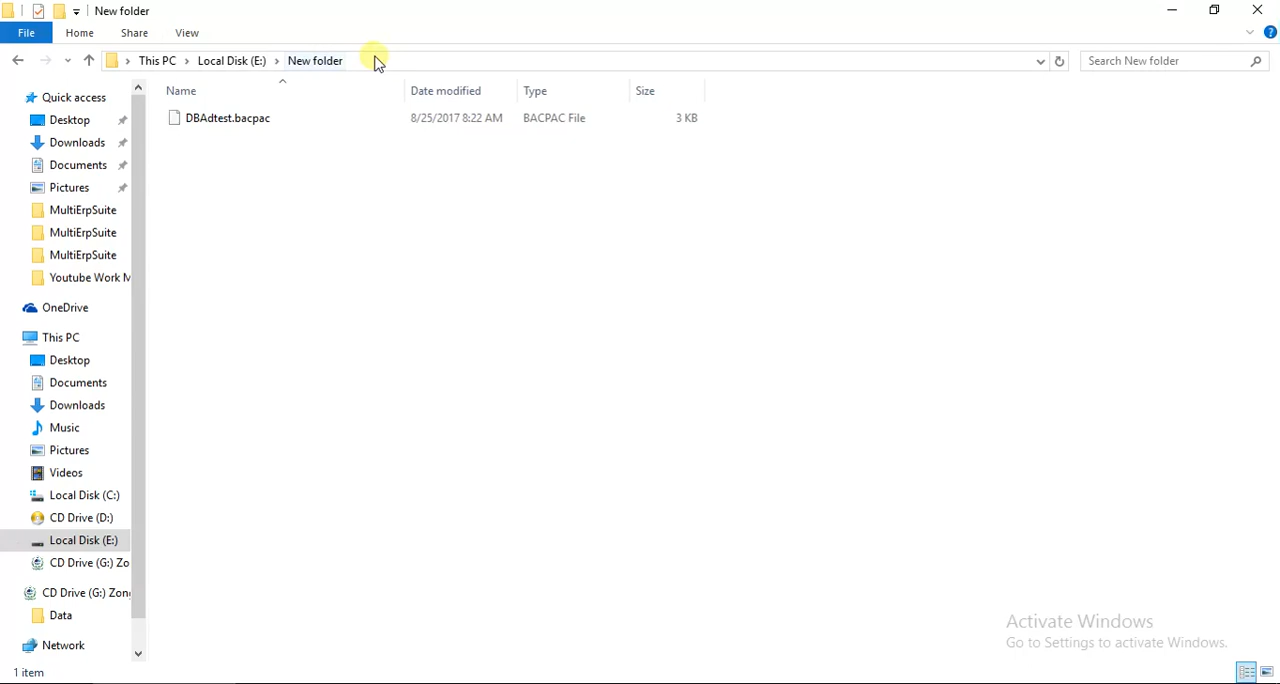 New folder
File Home Share View
This PC Local Disk (E:) New folder
Search New folder
Name Date modified Type Size
DBAdtest.bacpac 8/25/2017 8:22 AM BACPAC File 3 KB
Quick access
Desktop
Downloads
Documents
Pictures
MultiErpSuite
MultiErpSuite
MultiErpSuite
Youtube Work M
OneDrive
This PC
Desktop
Documents
Downloads
Music
Pictures
Videos
Local Disk (C:)
CD Drive (D:)
Local Disk (E:)
CD Drive (G:) Zo
CD Drive (G:) Zon
Data
Network
Activate Windows
Go to Settings to activate Windows.
1 item